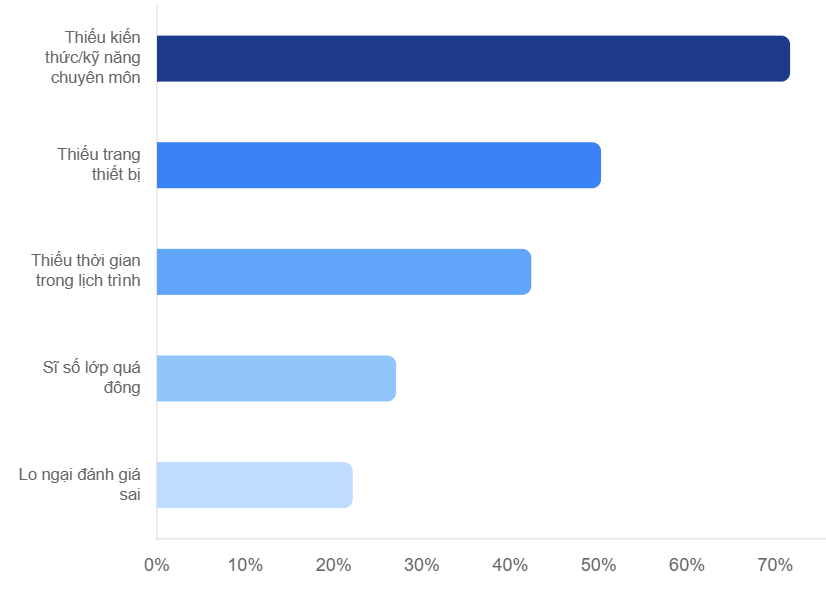 Thiếu kiến
thức/kỹ năng
chuyên môn
Thiếu trang
thiết bị
Thiếu thời gian
trong lịch trình
Sĩ số lớp quá
đông
Lo ngại đánh giá
sai
0% 10% 20% 30% 40% 50% 60% 70%